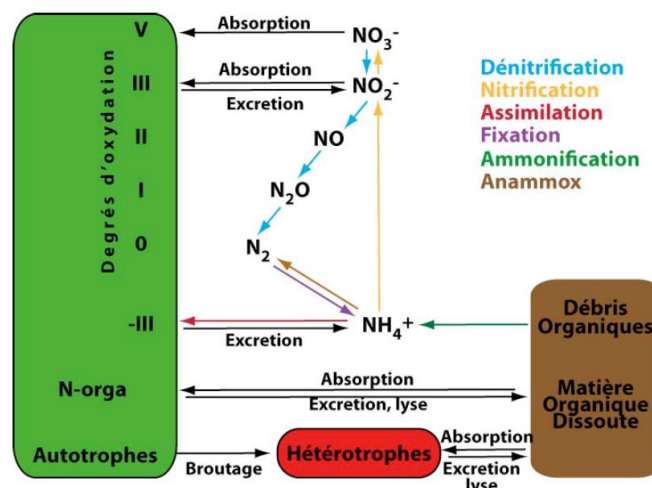 Degrés d'oxydation
V
III
II
I
0
-III
N-orga
Autotrophes
Absorption
NO₃⁻
Absorption
Excretion
NO₂⁻
NO
N₂O
N₂
NH₄⁺
Excretion
Dénitrification
Nitrification
Assimilation
Fixation
Ammonification
Anammox
Débris
Organiques
Absorption
Excretion, lyse
Matière
Organique
Dissoute
Broutage
Hétérotrophes
Absorption
Excretion
lyse